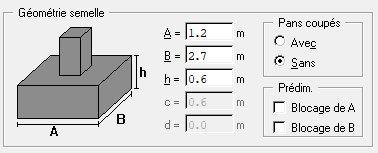 Géométrie semelle
h
A
B
A = 1.2 m
B = 2.7 m
h = 0.6 m
c = 0.6 m
d = 0.0 m
Pans coupés
Avec
Sans
Prédim.
Blocage de A
Blocage de B